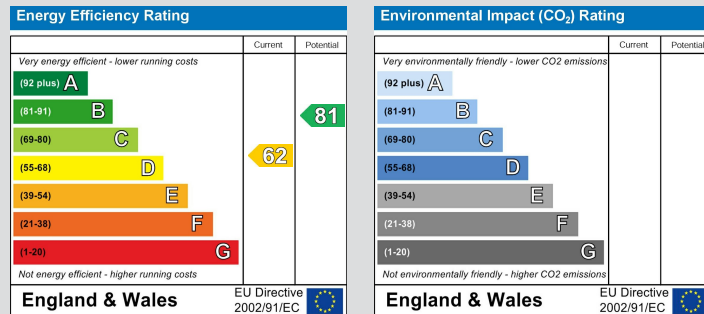 Energy Efficiency Rating
Current Potential
Very energy efficient - lower running costs
(92 plus) A
(81-91) B
81
(69-80) C
(55-68) D
62
(39-54) E
(21-38) F
(1-20) G
Not energy efficient - higher running costs
England & Wales
EU Directive
2002/91/EC
Environmental Impact (CO₂) Rating
Current Potential
Very environmentally friendly - lower CO2 emissions
(92 plus) A
(81-91) B
(69-80) C
(55-68) D
(39-54) E
(21-38) F
(1-20) G
Not environmentally friendly - higher CO2 emissions
England & Wales
EU Directive
2002/91/EC